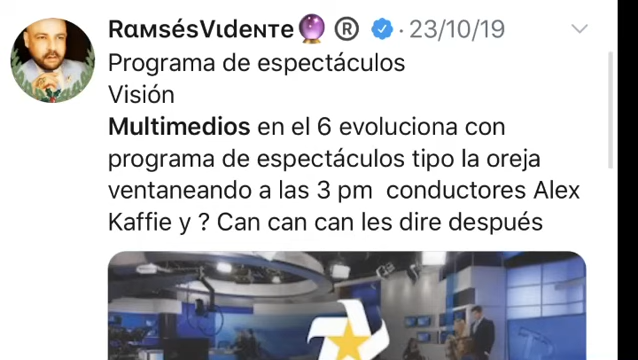 RαмsésVιdenтe🔮 ® · 23/10/19
Programa de espectáculos
Visión
Multimedios en el 6 evoluciona con
programa de espectáculos tipo la oreja
ventaneando a las 3 pm conductores Alex
Kaffie y ? Can can can les dire después